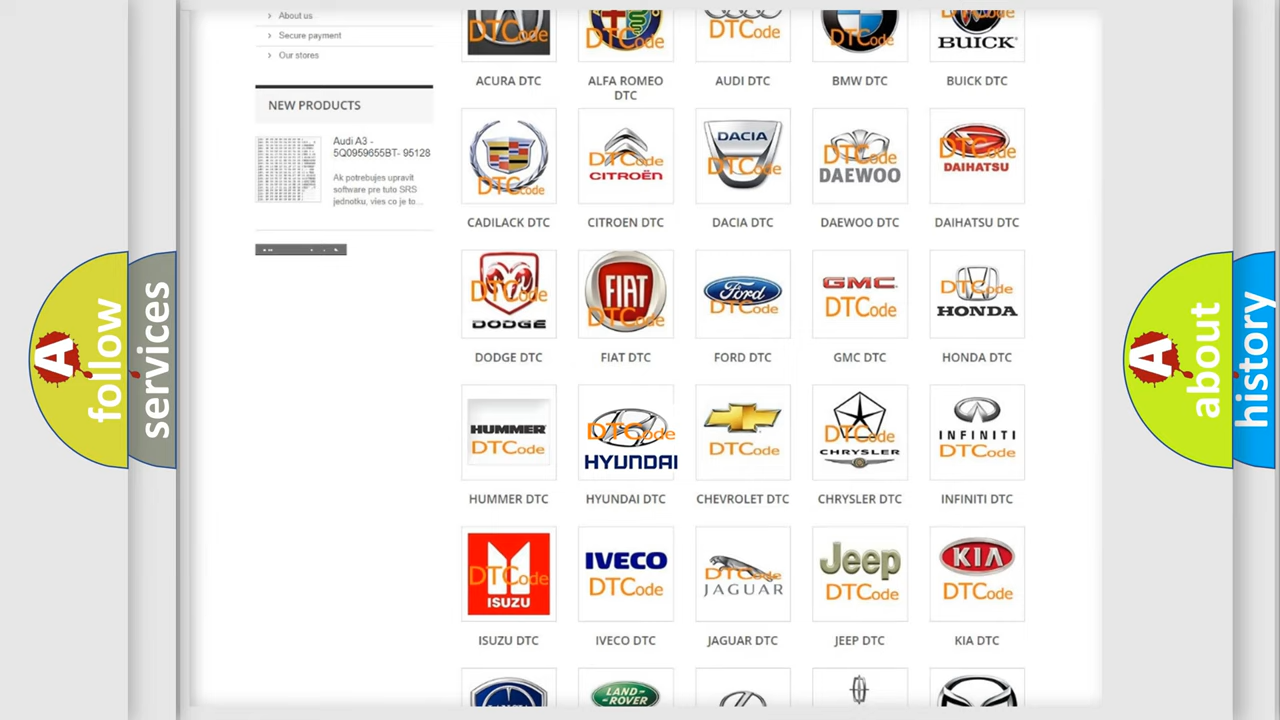 About us
Secure payment
Our stores
NEW PRODUCTS
Audi A3 -
5Q0959655BT- 95128
Ak potrebujes upravit
software pre tuto SRS
jednotku, vies co je to...
DTCode
DTCode
DTCode
DTCode
BUICK
ACURA DTC
ALFA ROMEO
DTC
AUDI DTC
BMW DTC
BUICK DTC
DTCode
DTCode
CITROËN
DACIA
DTCode
DTCode
DAEWOO
DTCode
DAIHATSU
CADILACK DTC
CITROEN DTC
DACIA DTC
DAEWOO DTC
DAIHATSU DTC
DTCode
DODGE
FIAT
DTCode
Ford
DTCode
GMC
DTCode
DTCode
HONDA
DODGE DTC
FIAT DTC
FORD DTC
GMC DTC
HONDA DTC
HUMMER
DTCode
DTCode
HYUNDAI
DTCode
DTCode
CHRYSLER
INFINITI
DTCode
HUMMER DTC
HYUNDAI DTC
CHEVROLET DTC
CHRYSLER DTC
INFINITI DTC
DTCode
ISUZU
IVECO
DTCode
DTCode
JAGUAR
Jeep
DTCode
KIA
DTCode
ISUZU DTC
IVECO DTC
JAGUAR DTC
JEEP DTC
KIA DTC
LAND-
ROVER
A follow
services
A about
history